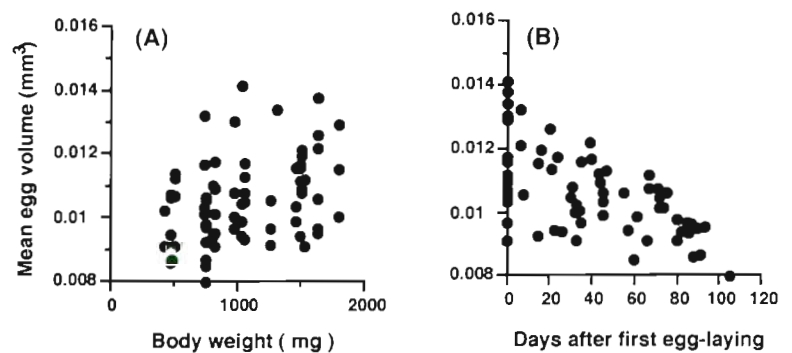 (A)
Mean egg volume (mm³)
0.016
0.014
0.012
0.01
0.008
0
1000
2000
Body weight ( mg )
(B)
0.016
0.014
0.012
0.01
0.008
0 20 40 60 80 100 120
Days after first egg-laying